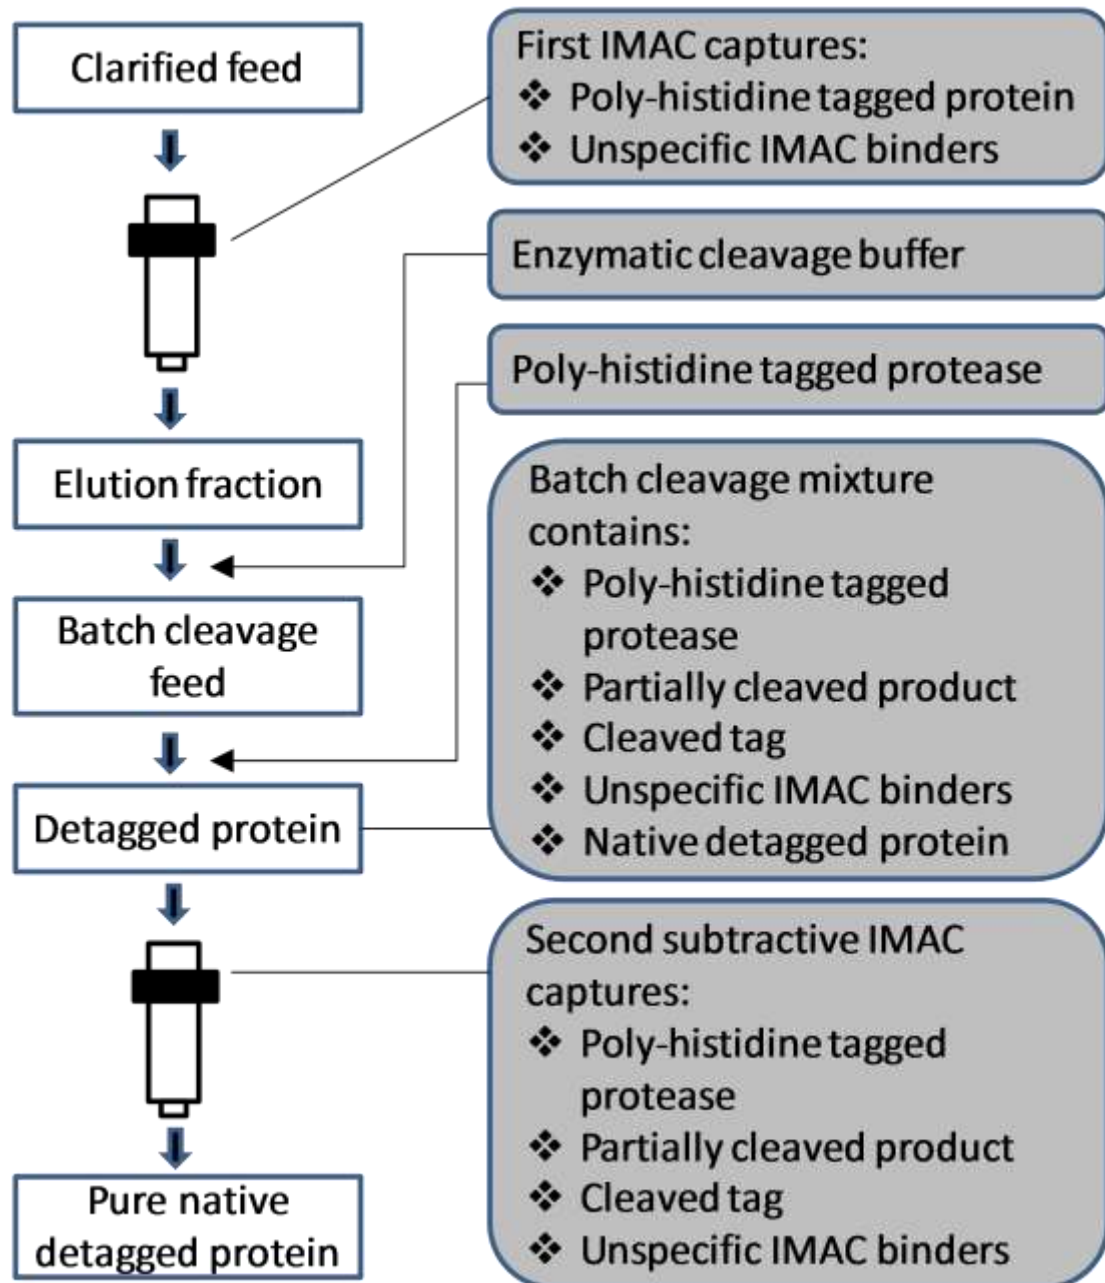 Clarified feed
First IMAC captures:
❖ Poly-histidine tagged protein
❖ Unspecific IMAC binders
Enzymatic cleavage buffer
Poly-histidine tagged protease
Elution fraction
Batch cleavage
feed
Detagged protein
Batch cleavage mixture
contains:
❖ Poly-histidine tagged
protease
❖ Partially cleaved product
❖ Cleaved tag
❖ Unspecific IMAC binders
❖ Native detagged protein
Second subtractive IMAC
captures:
❖ Poly-histidine tagged
protease
❖ Partially cleaved product
❖ Cleaved tag
❖ Unspecific IMAC binders
Pure native
detagged protein